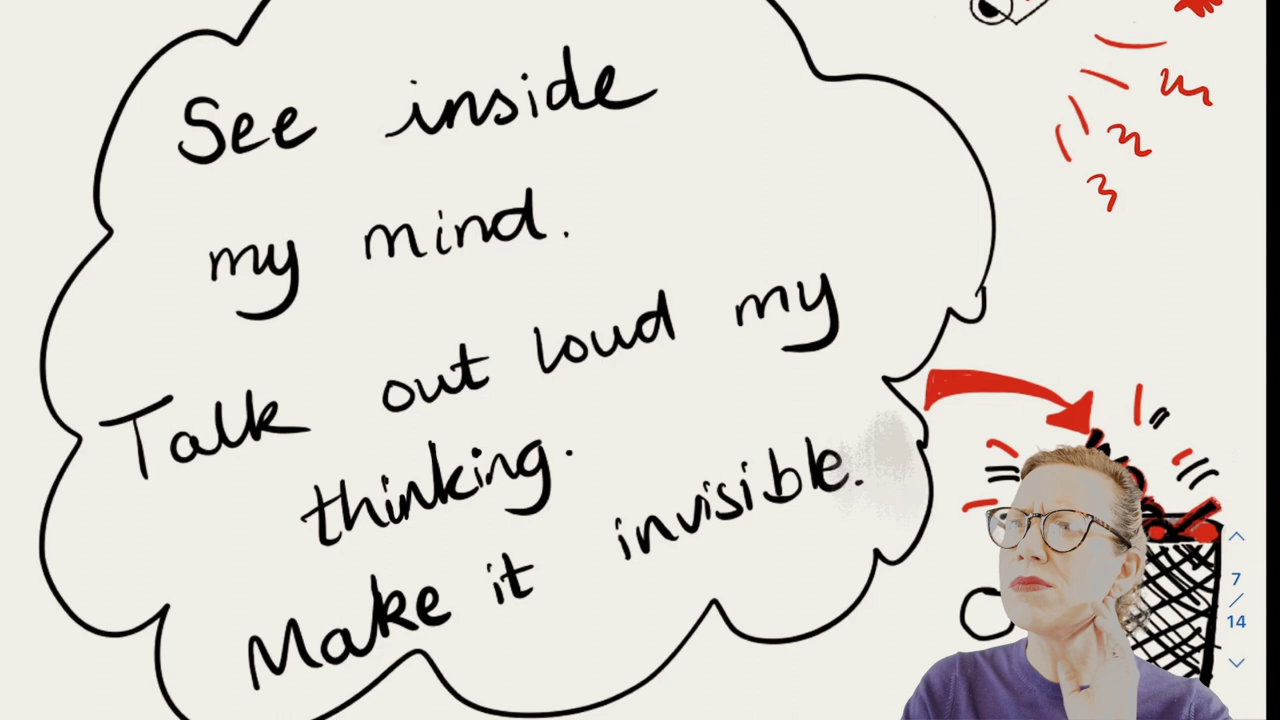 See inside
my mind.
Talk out loud my
thinking.
Make it invisible.
7
/
14